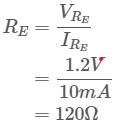 R_E = V_{R_E} / I_{R_E}
= 1.2V / 10mA
= 120Ω